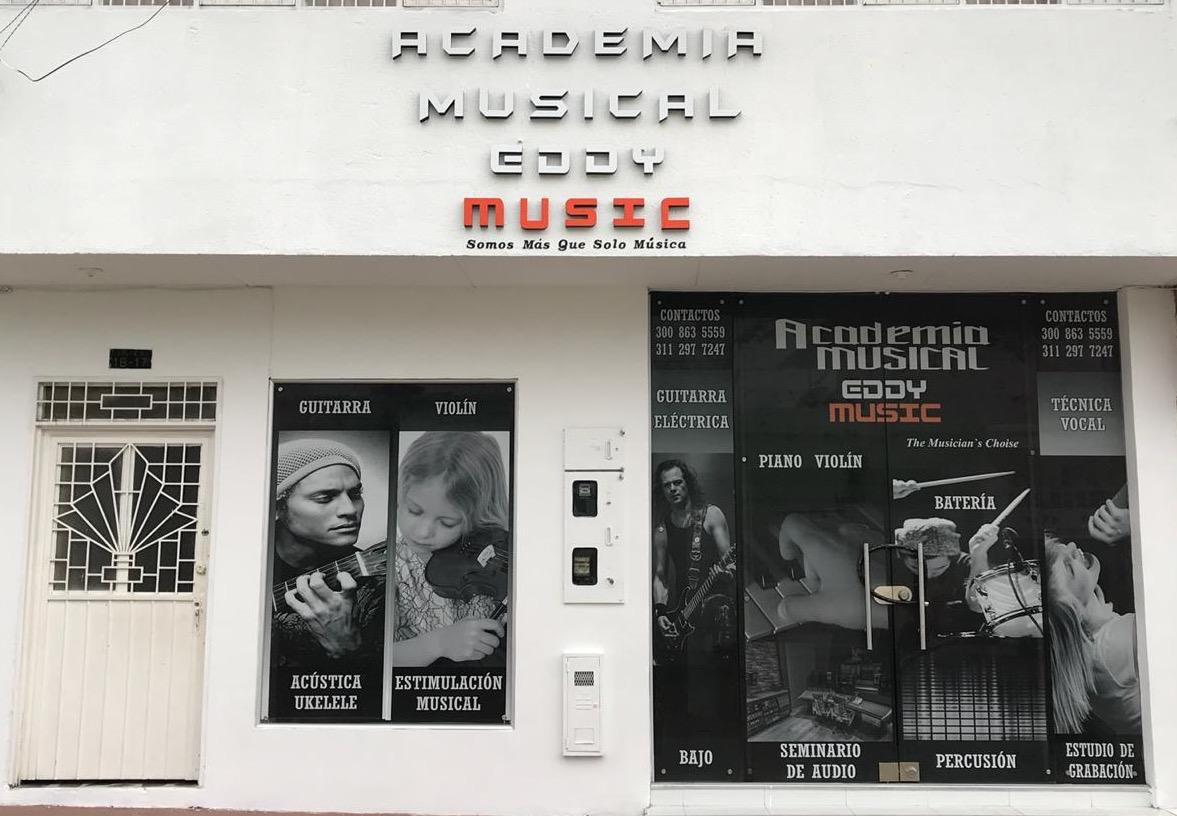 ACADEMIA
MUSICAL
EDDY
MUSIC
Somos Más Que Solo Música
18-17
GUITARRA
ACÚSTICA
UKELELE
VIOLÍN
ESTIMULACIÓN
MUSICAL
CONTACTOS
300 863 5559
311 297 7247
GUITARRA
ELÉCTRICA
BAJO
Academia
MUSICAL
EDDY
MUSIC
The Musician`s Choise
PIANO VIOLÍN
BATERÍA
SEMINARIO
DE AUDIO
PERCUSIÓN
CONTACTOS
300 863 5559
311 297 7247
TÉCNICA
VOCAL
ESTUDIO DE
GRABACIÓN